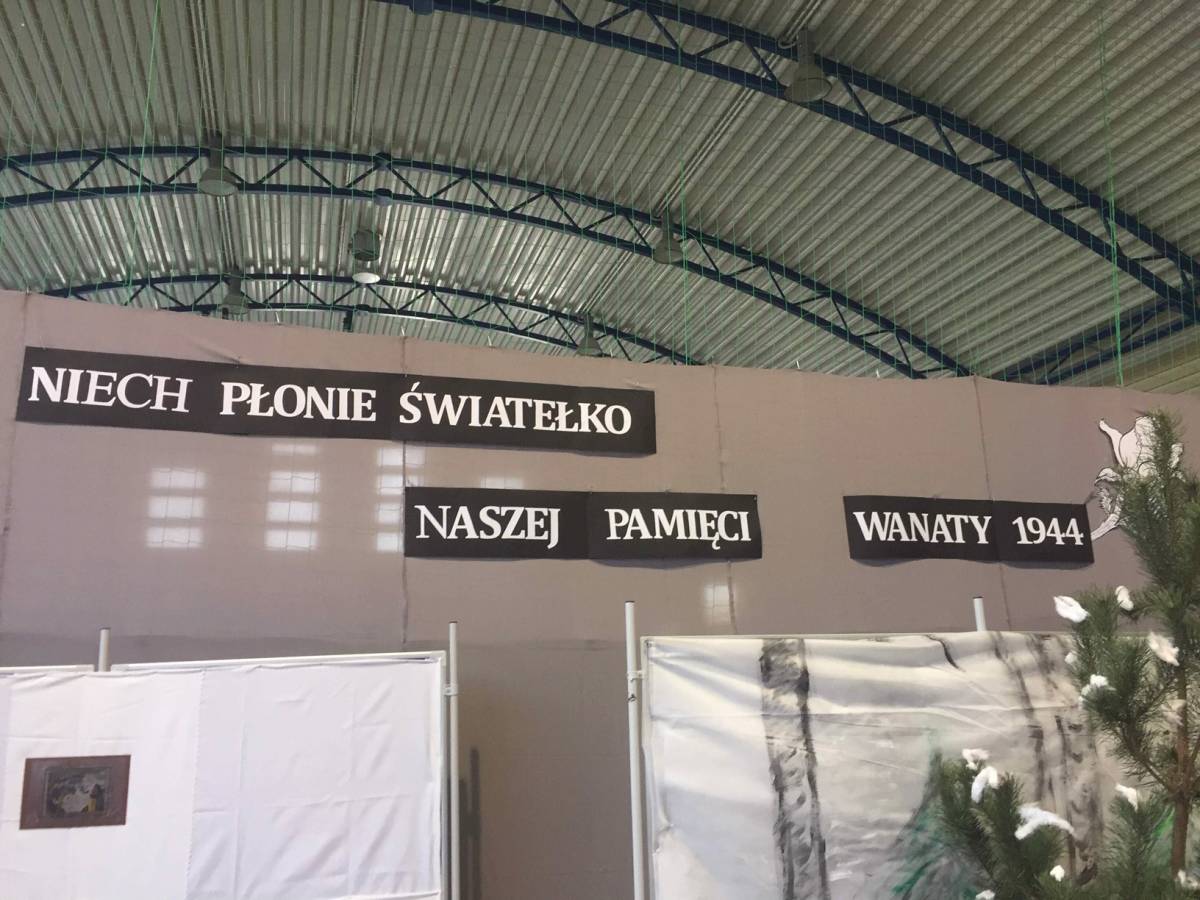 NIECH PŁONIE ŚWIATEŁKO
NASZEJ PAMIĘCI
WANATY 1944